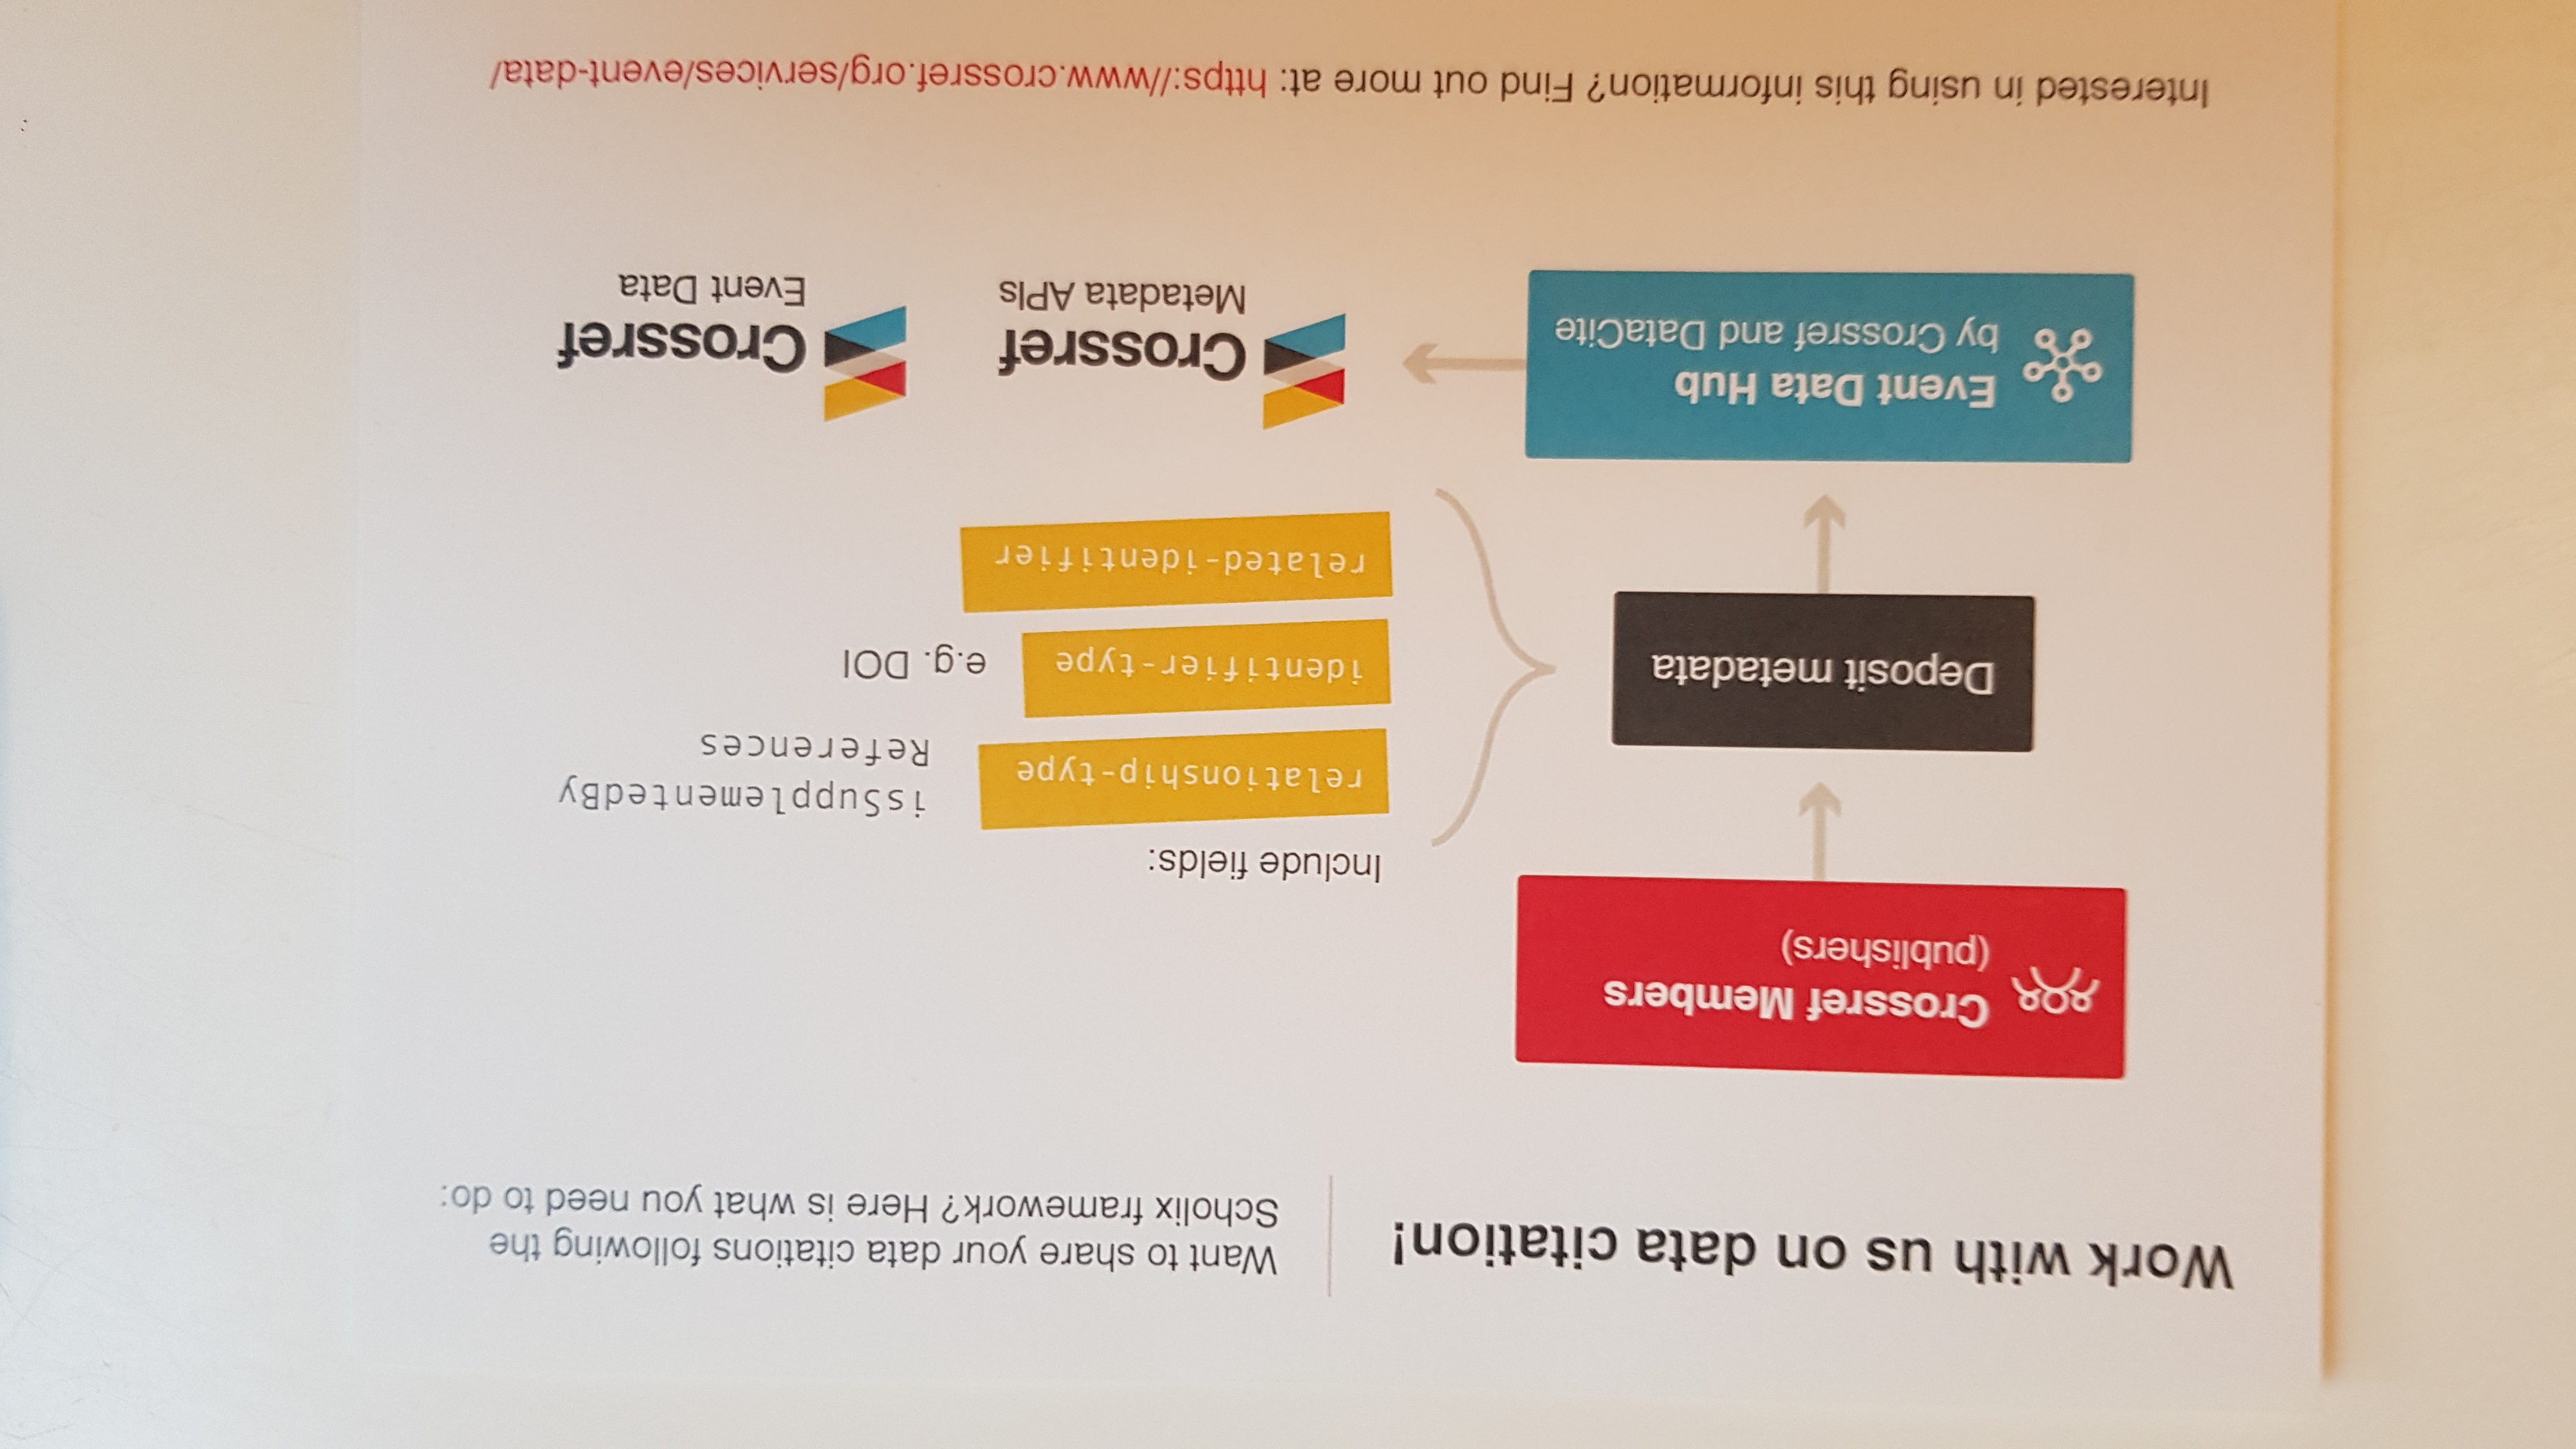 Work with us on data citation!
Want to share your data citations following the
Scholix framework? Here is what you need to do:
Crossref Members
(publishers)
Deposit metadata
Include fields:
relationship-type
isSupplementedBy
References
identifier-type
e.g. DOI
related-identifier
Event Data Hub
by Crossref and DataCite
Crossref
Metadata APIs
Crossref
Event Data
Interested in using this information? Find out more at: https://www.crossref.org/services/event-data/